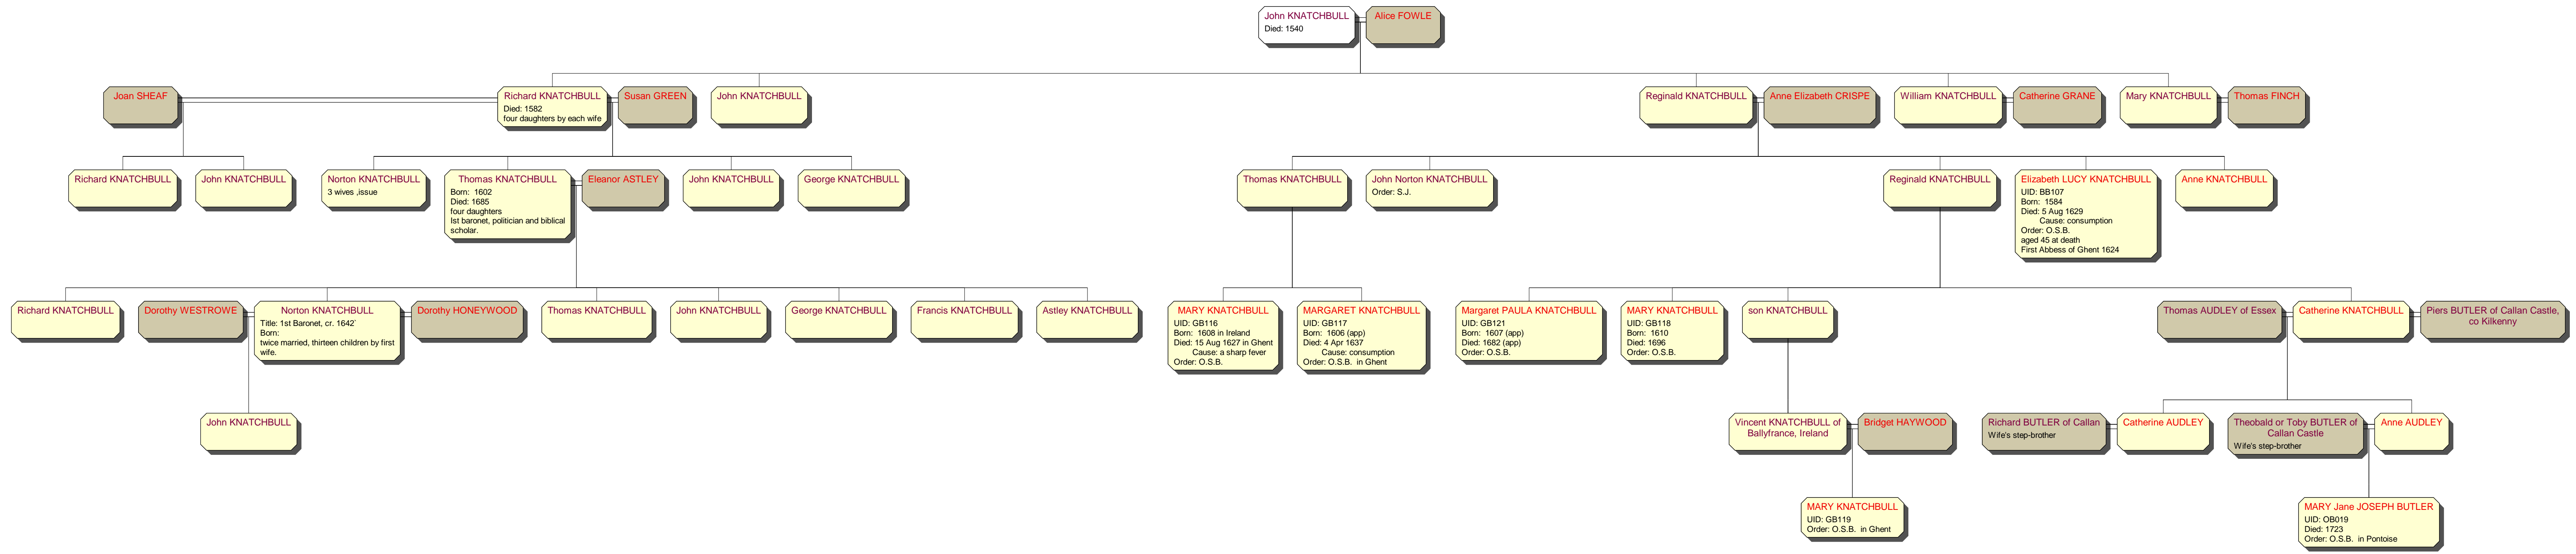 John KNATCHBULL
Died: 1540
Alice FOWLE
Joan SHEAF
Richard KNATCHBULL
Died: 1582
four daughters by each wife
Susan GREEN
John KNATCHBULL
Reginald KNATCHBULL
Anne Elizabeth CRISPE
William KNATCHBULL
Catherine GRANE
Mary KNATCHBULL
Thomas FINCH
Richard KNATCHBULL
John KNATCHBULL
Norton KNATCHBULL
3 wives ,issue
Thomas KNATCHBULL
Born: 1602
Died: 1685
four daughters
Ist baronet, politician and biblical
scholar.
Eleanor ASTLEY
John KNATCHBULL
George KNATCHBULL
Thomas KNATCHBULL
John Norton KNATCHBULL
Order: S.J.
Reginald KNATCHBULL
Elizabeth LUCY KNATCHBULL
UID: BB107
Born: 1584
Died: 5 Aug 1629
Cause: consumption
Order: O.S.B.
aged 45 at death
First Abbess of Ghent 1624
Anne KNATCHBULL
Richard KNATCHBULL
Dorothy WESTROWE
Norton KNATCHBULL
Title: 1st Baronet, cr. 1642`
Born:
twice married, thirteen children by first
wife.
Dorothy HONEYWOOD
Thomas KNATCHBULL
John KNATCHBULL
George KNATCHBULL
Francis KNATCHBULL
Astley KNATCHBULL
MARY KNATCHBULL
UID: GB116
Born: 1608 in Ireland
Died: 15 Aug 1627 in Ghent
Cause: a sharp fever
Order: O.S.B.
MARGARET KNATCHBULL
UID: GB117
Born: 1606 (app)
Died: 4 Apr 1637
Cause: consumption
Order: O.S.B. in Ghent
Margaret PAULA KNATCHBULL
UID: GB121
Born: 1607 (app)
Died: 1682 (app)
Order: O.S.B.
MARY KNATCHBULL
UID: GB118
Born: 1610
Died: 1696
Order: O.S.B.
son KNATCHBULL
Thomas AUDLEY of Essex
Catherine KNATCHBULL
Piers BUTLER of Callan Castle,
co Kilkenny
John KNATCHBULL
Vincent KNATCHBULL of
Ballyfrance, Ireland
Bridget HAYWOOD
Richard BUTLER of Callan
Wife's step-brother
Catherine AUDLEY
Theobald or Toby BUTLER of
Callan Castle
Wife's step-brother
Anne AUDLEY
MARY KNATCHBULL
UID: GB119
Order: O.S.B. in Ghent
MARY Jane JOSEPH BUTLER
UID: OB019
Died: 1723
Order: O.S.B. in Pontoise